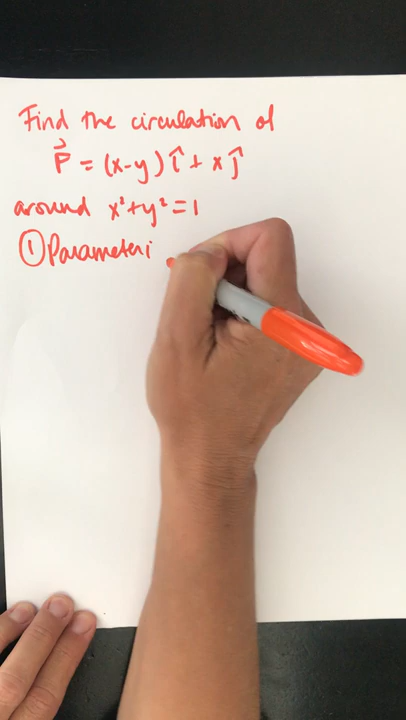 Find the circulation of
F⃗ = (x-y) î + x ĵ
around x²+y²=1
① Parameteri